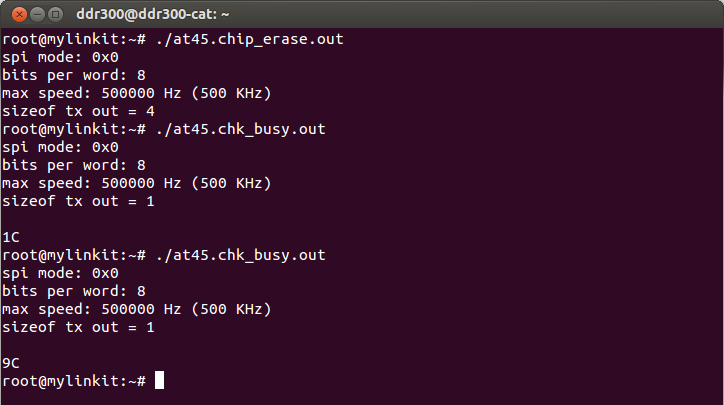 ddr300@ddr300-cat: ~
root@mylinkit:~# ./at45.chip_erase.out
spi mode: 0x0
bits per word: 8
max speed: 500000 Hz (500 KHz)
sizeof tx out = 4
root@mylinkit:~# ./at45.chk_busy.out
spi mode: 0x0
bits per word: 8
max speed: 500000 Hz (500 KHz)
sizeof tx out = 1
1C
root@mylinkit:~# ./at45.chk_busy.out
spi mode: 0x0
bits per word: 8
max speed: 500000 Hz (500 KHz)
sizeof tx out = 1
9C
root@mylinkit:~#